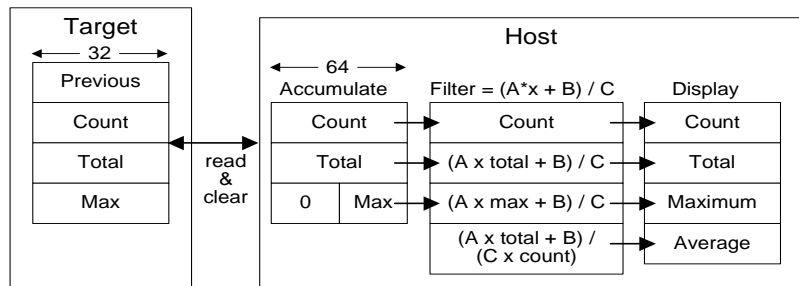 Target
32
Previous
Count
Total
Max
read
&
clear
Host
64
Accumulate
Count
Total
0 Max
Filter = (A*x + B) / C
Count
(A x total + B) / C
(A x max + B) / C
(A x total + B) /
(C x count)
Display
Count
Total
Maximum
Average